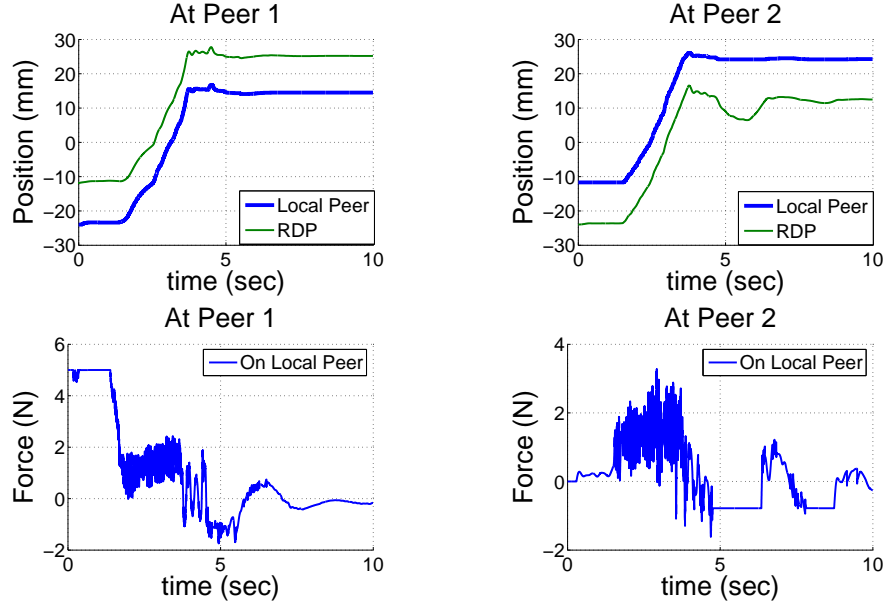 At Peer 1
Position (mm)
30
20
10
0
−10
−20
−30
Local Peer
RDP
0
5
10
time (sec)
At Peer 2
Position (mm)
30
20
10
0
−10
−20
−30
Local Peer
RDP
0
5
10
time (sec)
At Peer 1
Force (N)
6
4
2
0
−2
On Local Peer
0
5
10
time (sec)
At Peer 2
Force (N)
4
2
0
−2
On Local Peer
0
5
10
time (sec)